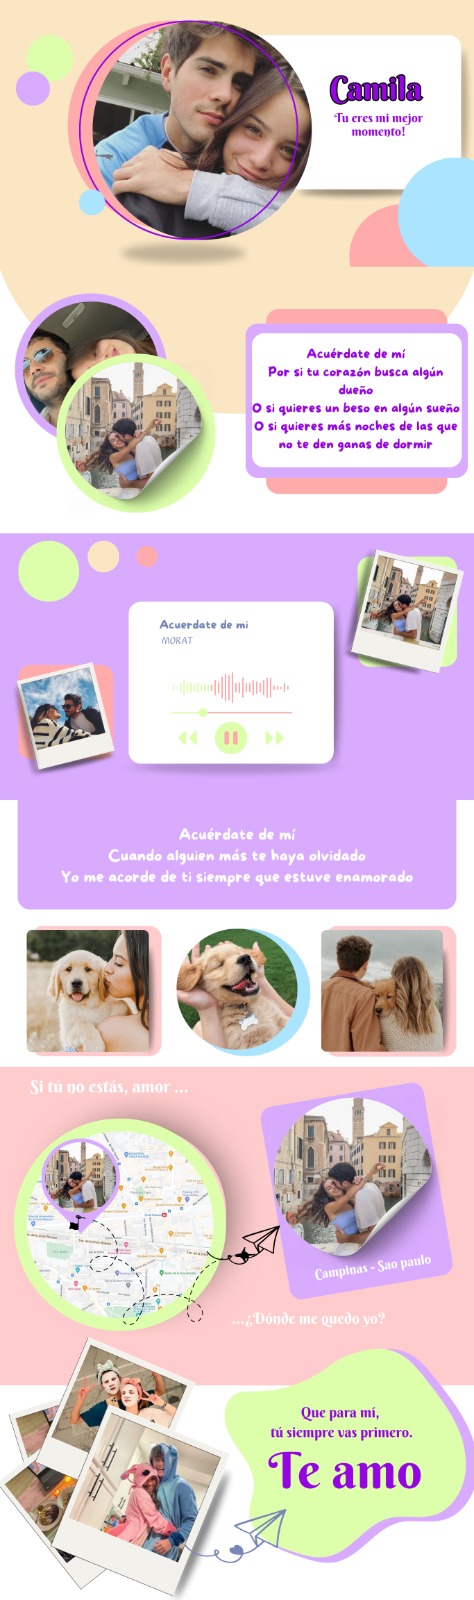 Camila
Tu eres mi mejor
momento!
Acuérdate de mí
Por si tu corazón busca algún
dueño
O si quieres un beso en algún sueño
O si quieres más noches de las que
no te den ganas de dormir
Acuerdate de mi
MORAT
Acuérdate de mí
Cuando alguien más te haya olvidado
Yo me acorde de ti siempre que estuve enamorado
Si tú no estás, amor ...
Campinas - Sao paulo
...¿Dónde me quedo yo?
Que para mí,
tú siempre vas primero.
Te amo